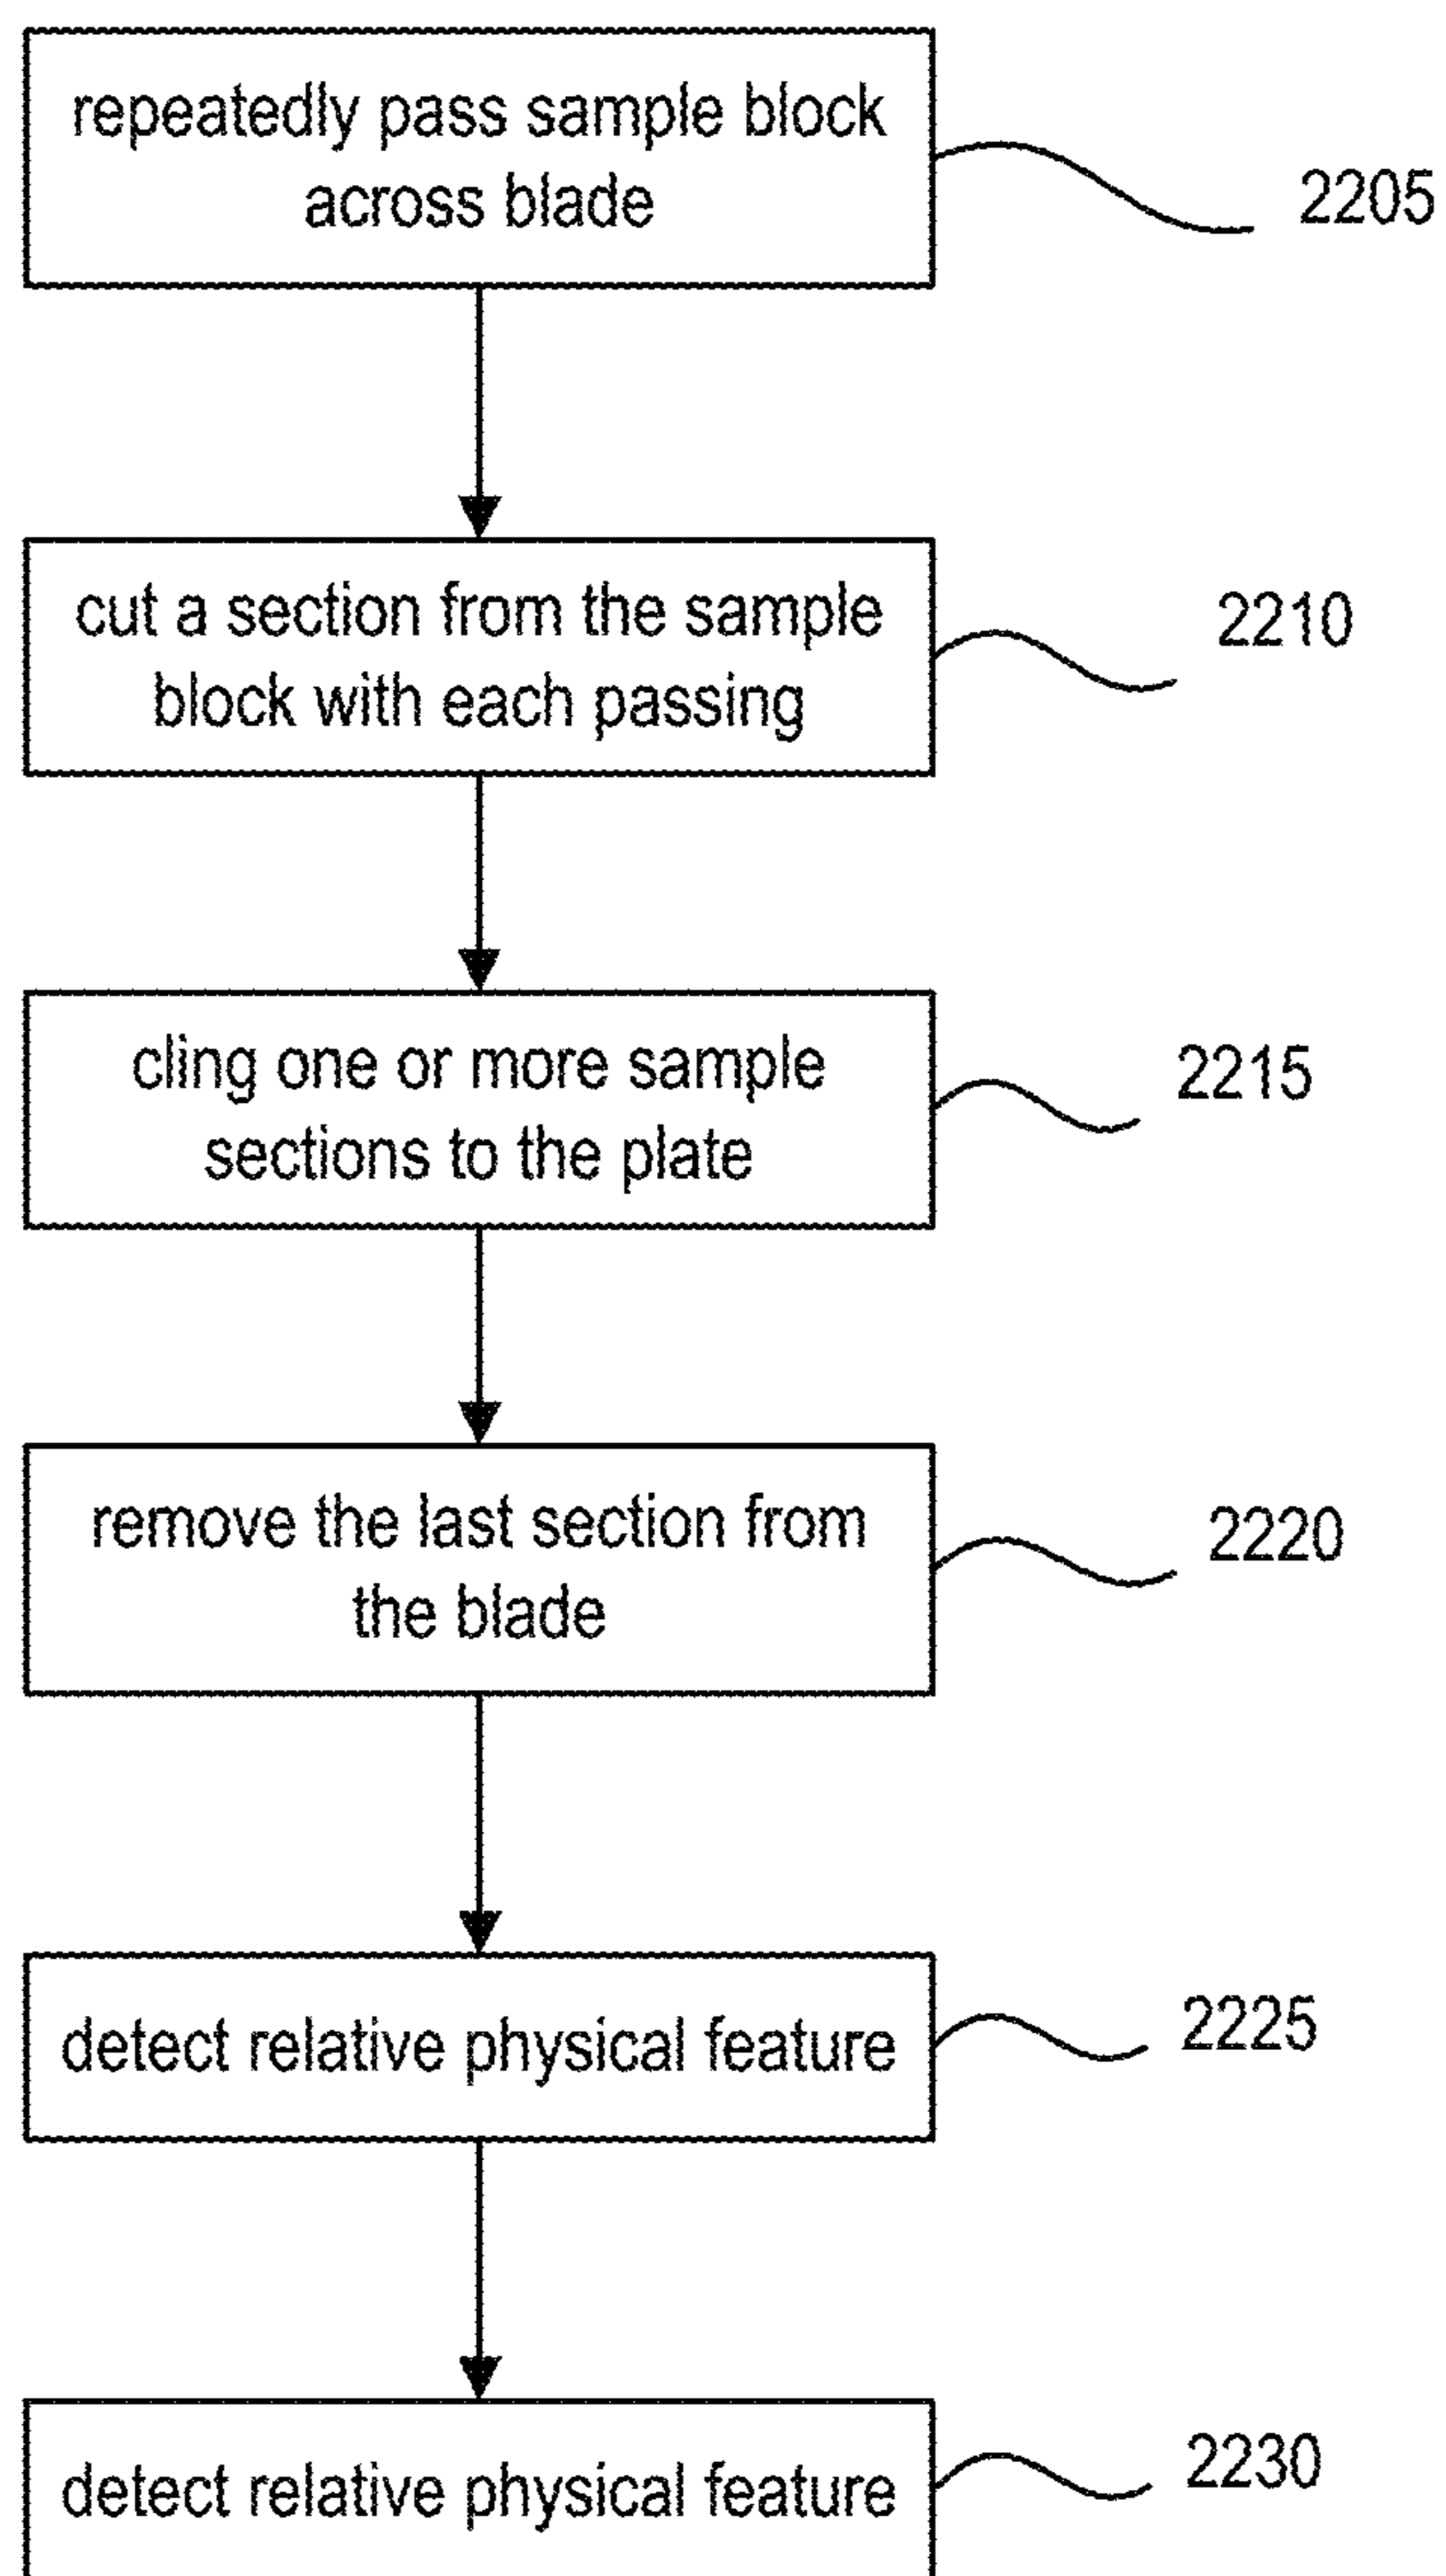 repeatedly pass sample block
across blade
2205
cut a section from the sample
block with each passing
2210
cling one or more sample
sections to the plate
2215
remove the last section from
the blade
2220
detect relative physical feature
2225
detect relative physical feature
2230